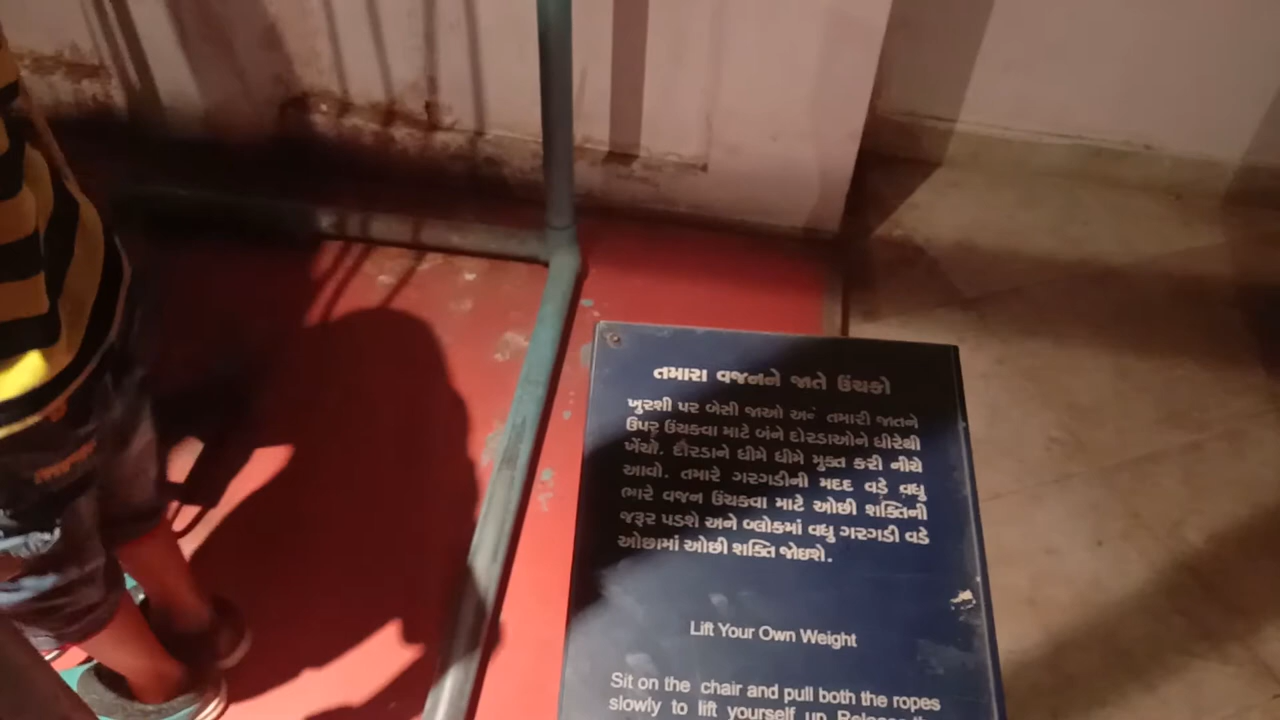 તમારા વજનને જાતે ઉંચકો
ખુરશી પર બેસી જાઓ અને તમારી જાતને
ઉપર ઉંચકવા માટે બંને દોરડાઓને ધીરેથી
ખેંચો. દોરડાને ધીમે ધીમે મુક્ત કરી નીચે
આવો. તમારે ગરગડીની મદદ વડે વધુ
ભારે વજન ઉંચકવા માટે ઓછી શક્તિની
જરૂર પડશે અને બ્લોકમાં વધુ ગરગડી વડે
ઓછામાં ઓછી શક્તિ જોઇશે.
Lift Your Own Weight
Sit on the chair and pull both the ropes
slowly to lift yourself up